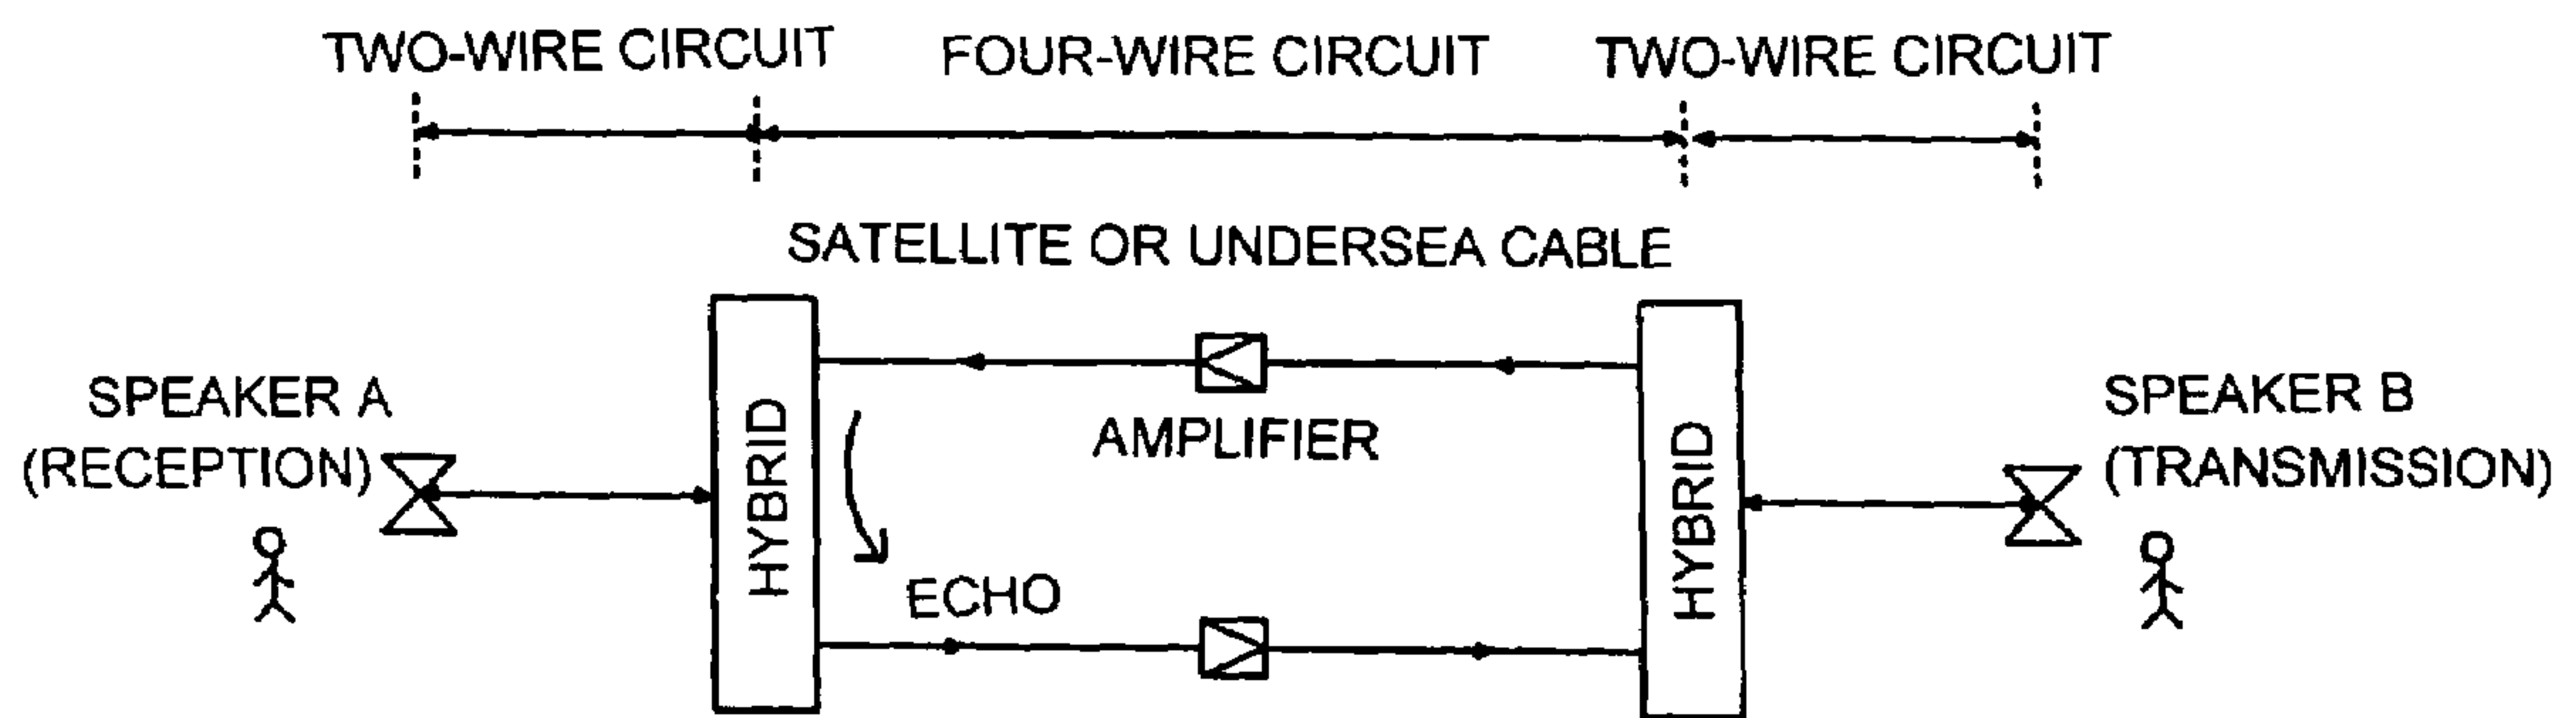 TWO-WIRE CIRCUIT FOUR-WIRE CIRCUIT TWO-WIRE CIRCUIT
SATELLITE OR UNDERSEA CABLE
SPEAKER A
(RECEPTION)
HYBRID
AMPLIFIER
ECHO
HYBRID
SPEAKER B
(TRANSMISSION)